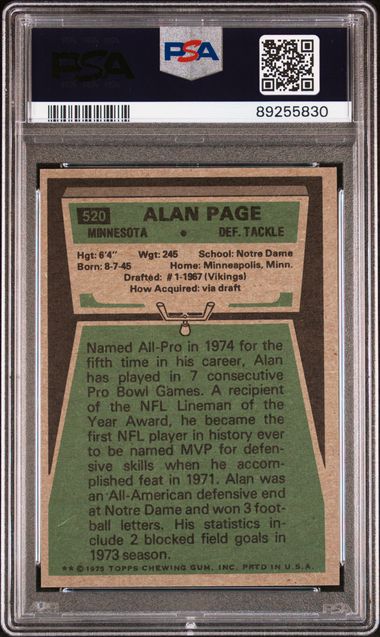 PSA
PSA
89255830
520 ALAN PAGE
MINNESOTA • DEF. TACKLE
Hgt: 6'4" Wgt: 245 School: Notre Dame
Born: 8-7-45 Home: Minneapolis, Minn.
Drafted: #1-1967 (Vikings)
How Acquired: via draft
Named All-Pro in 1974 for the
fifth time in his career, Alan
has played in 7 consecutive
Pro Bowl Games. A recipient
of the NFL Lineman of the
Year Award, he became the
first NFL player in history ever
to be named MVP for defen-
sive skills when he accom-
plished feat in 1971. Alan was
an All-American defensive end
at Notre Dame and won 3 foot-
ball letters. His statistics in-
clude 2 blocked field goals in
1973 season.
** © 1975 TOPPS CHEWING GUM, INC. PRTD IN U.S.A.